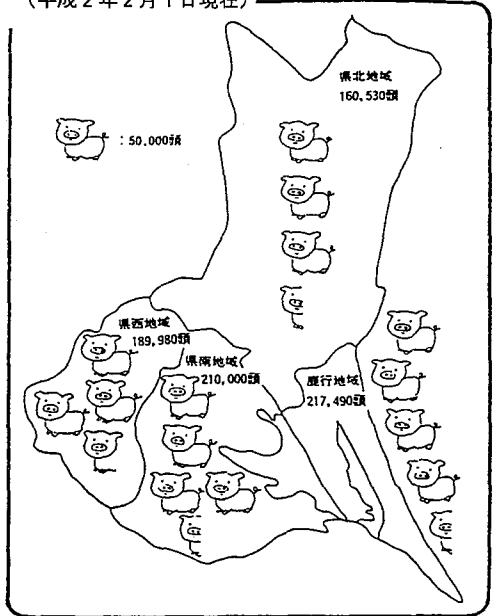 (平成2年2月1日現在)
県北地域
160,530頭
:50,000頭
県西地域
189,980頭
県南地域
210,000頭
鹿行地域
217,490頭